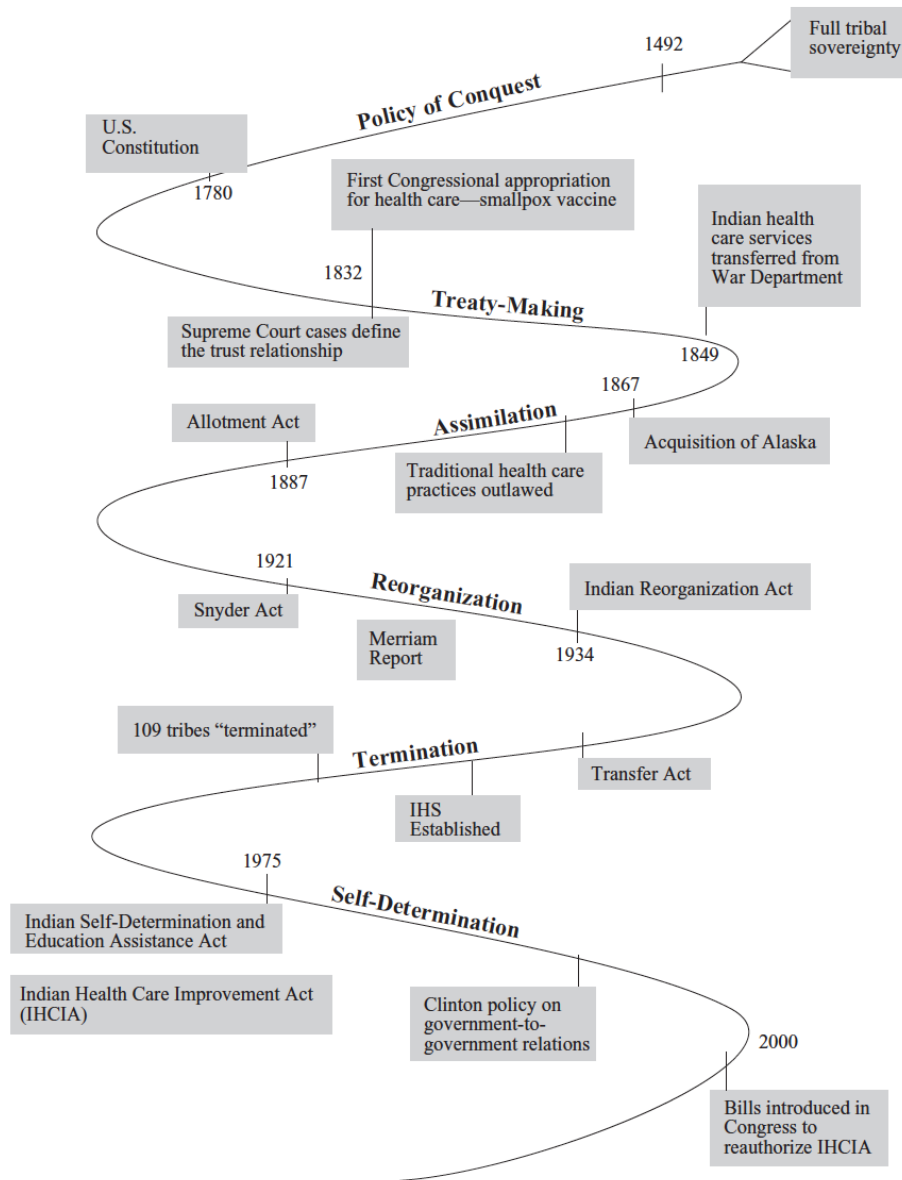 Full tribal
sovereignty
1492
Policy of Conquest
U.S.
Constitution
1780
First Congressional appropriation
for health care—smallpox vaccine
Indian health
care services
transferred from
War Department
1832
Treaty-Making
Supreme Court cases define
the trust relationship
1849
1867
Assimilation
Allotment Act
Acquisition of Alaska
1887
Traditional health care
practices outlawed
1921
Reorganization
Indian Reorganization Act
Snyder Act
Merriam
Report
1934
109 tribes “terminated”
Termination
Transfer Act
IHS
Established
1975
Self-Determination
Indian Self-Determination and
Education Assistance Act
Indian Health Care Improvement Act
(IHCIA)
Clinton policy on
government-to-
government relations
2000
Bills introduced in
Congress to
reauthorize IHCIA